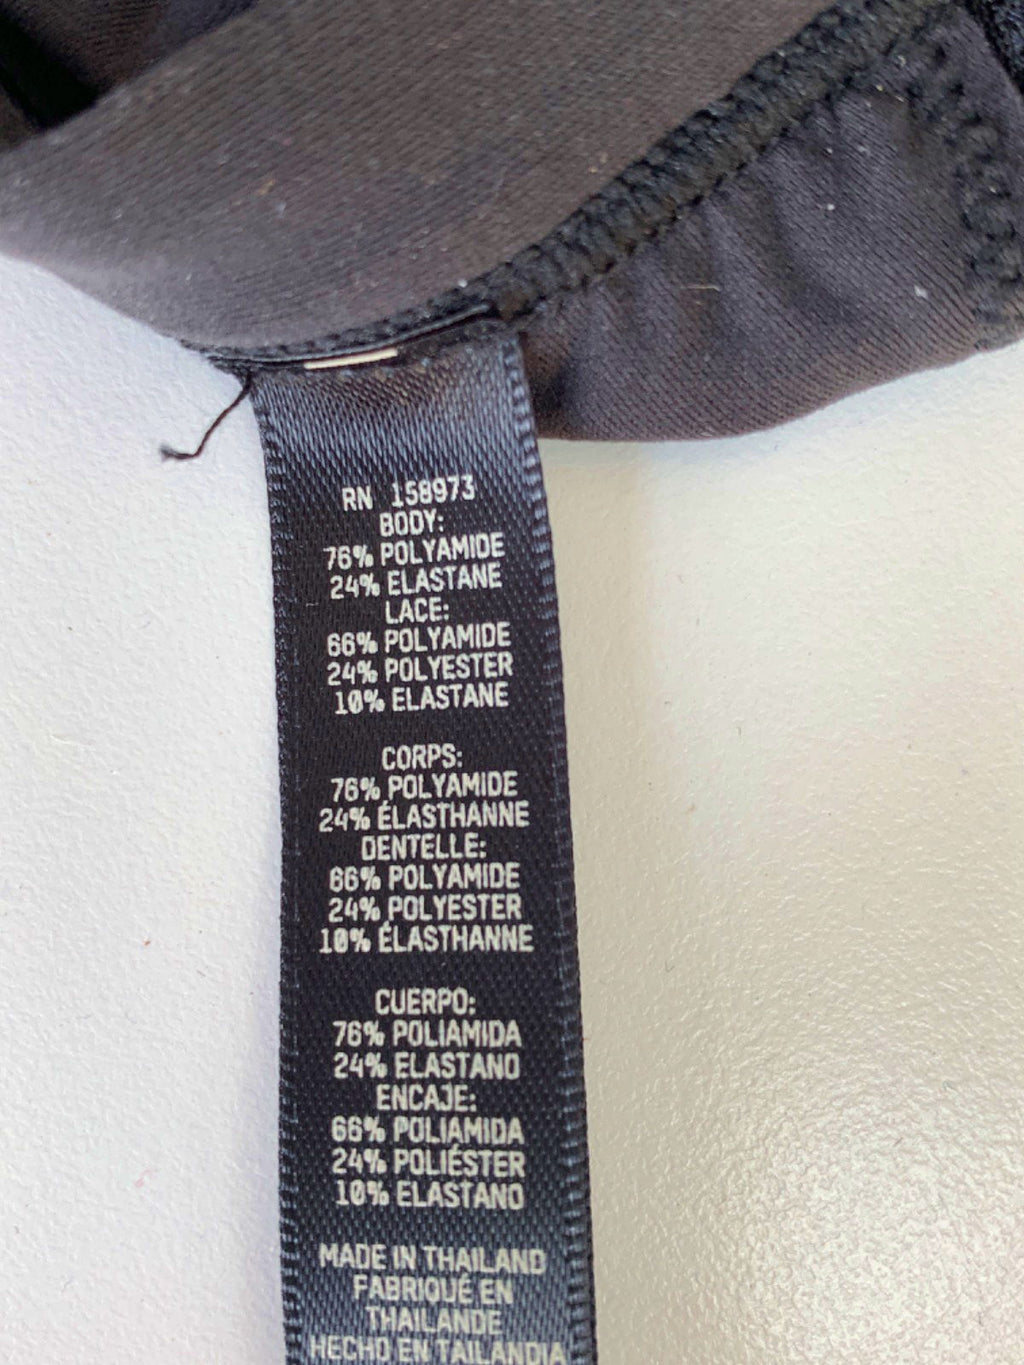 RN 158973
BODY:
76% POLYAMIDE
24% ELASTANE
LACE:
66% POLYAMIDE
24% POLYESTER
10% ELASTANE
CORPS:
76% POLYAMIDE
24% ÉLASTHANNE
DENTELLE:
66% POLYAMIDE
24% POLYESTER
10% ÉLASTHANNE
CUERPO:
76% POLIAMIDA
24% ELASTANO
ENCAJE:
66% POLIAMIDA
24% POLIÉSTER
10% ELASTANO
MADE IN THAILAND
FABRIQUÉ EN
THAILANDE
HECHO EN TAILANDIA